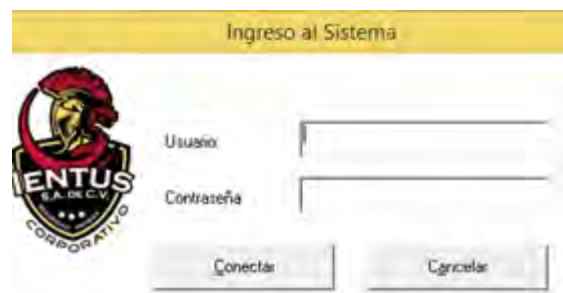 Ingreso al Sistema
IENTUS
S.A. DE C.V.
CORPORATIVO
Usuario:
Contraseña
Conectar
Cancelar